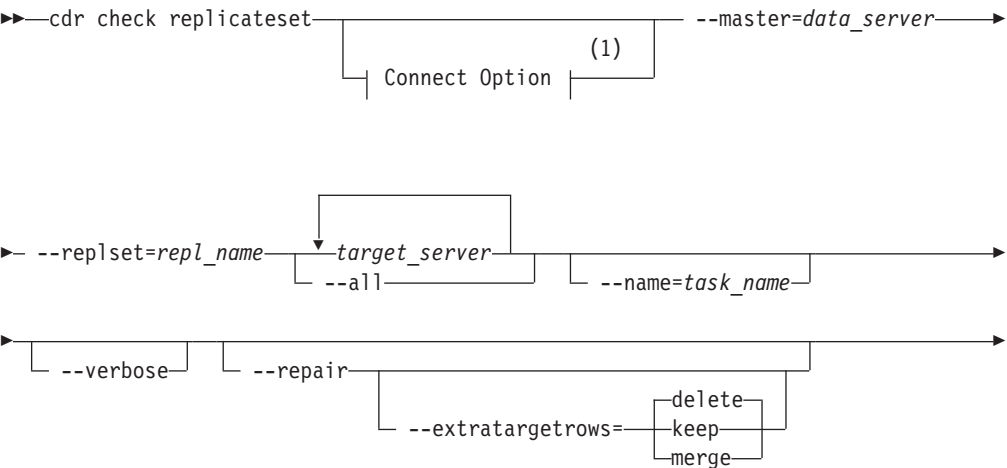 cdr check replicateset --master=data_server
(1)
Connect Option
--replset=repl_name target_server
--all --name=task_name
--verbose --repair
delete
--extratargetrows= keep
merge